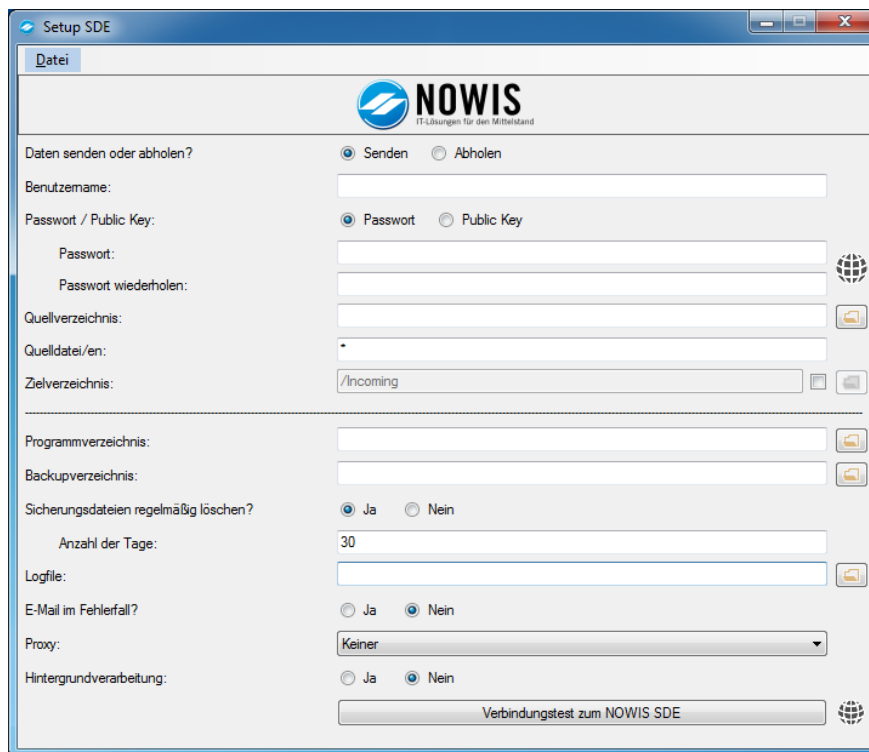 Setup SDE
Datei
NOWIS
IT-Lösungen für den Mittelstand
Daten senden oder abholen? Senden Abholen
Benutzername:
Passwort / Public Key: Passwort Public Key
Passwort:
Passwort wiederholen:
Quellverzeichnis:
Quelldatei/en: *
Zielverzeichnis: /Incoming
Programmverzeichnis:
Backupverzeichnis:
Sicherungsdateien regelmäßig löschen? Ja Nein
Anzahl der Tage: 30
Logfile:
E-Mail im Fehlerfall? Ja Nein
Proxy: Keiner
Hintergrundverarbeitung: Ja Nein
Verbindungstest zum NOWIS SDE